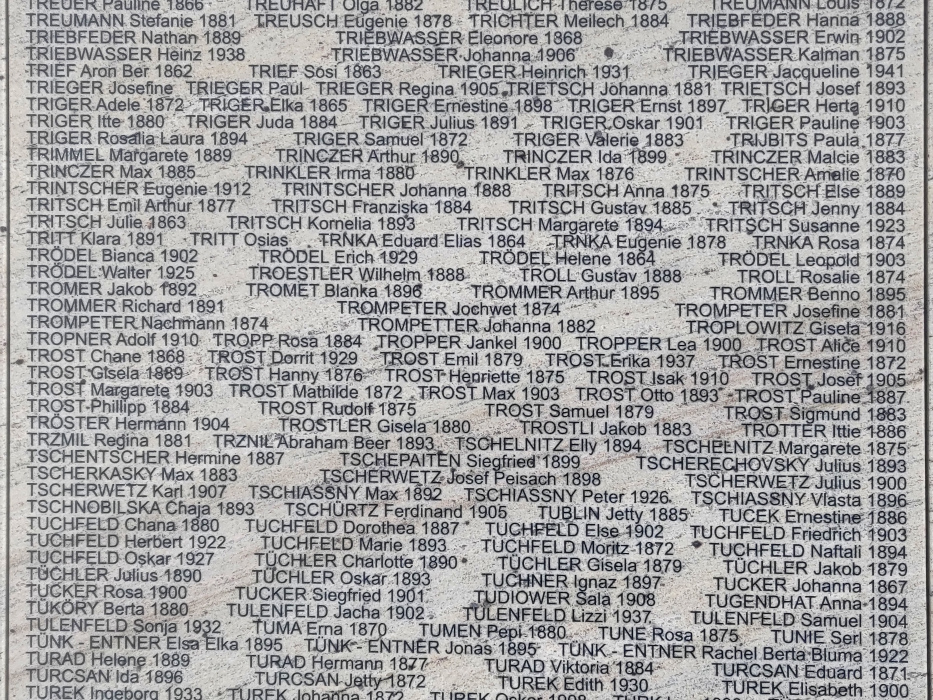 TREUER Pauline 1866 TREUHAFT Olga 1882 TREULICH Therese 1875 TREUMANN Louis 1872
TREUMANN Stefanie 1881 TREUSCH Eugenie 1878 TRICHTER Meilech 1884 TRIEBFEDER Hanna 1888
TRIEBFEDER Nathan 1889 TRIEBWASSER Eleonore 1868 TRIEBWASSER Erwin 1902
TRIEBWASSER Heinz 1938 TRIEBWASSER Johanna 1906 TRIEBWASSER Kalman 1875
TRIEF Aron Ber 1862 TRIEF Sosi 1863 TRIEGER Heinrich 1931 TRIEGER Jacqueline 1941
TRIEGER Josefine TRIEGER Paul TRIEGER Regina 1905 TRIETSCH Johanna 1881 TRIETSCH Josef 1893
TRIGER Adele 1872 TRIGER Elka 1865 TRIGER Ernestine 1898 TRIGER Ernst 1897 TRIGER Herta 1910
TRIGER Itte 1880 TRIGER Juda 1884 TRIGER Julius 1891 TRIGER Oskar 1901 TRIGER Pauline 1903
TRIGER Rosalia Laura 1894 TRIGER Samuel 1872 TRIGER Valerie 1883 TRIJBITS Paula 1877
TRIMMEL Margarete 1889 TRINCZER Arthur 1890 TRINCZER Ida 1899 TRINCZER Malcie 1883
TRINCZER Max 1885 TRINKLER Irma 1880 TRINKLER Max 1876 TRINTSCHER Amalie 1870
TRINTSCHER Eugenie 1912 TRINTSCHER Johanna 1888 TRITSCH Anna 1875 TRITSCH Else 1889
TRITSCH Emil Arthur 1877 TRITSCH Franziska 1884 TRITSCH Gustav 1885 TRITSCH Jenny 1884
TRITSCH Julie 1863 TRITSCH Kornelia 1893 TRITSCH Margarete 1894 TRITSCH Susanne 1923
TRITT Klara 1891 TRITT Osias TRNKA Eduard Elias 1864 TRNKA Eugenie 1878 TRNKA Rosa 1874
TRÖDEL Bianca 1902 TRÖDEL Erich 1929 TRÖDEL Helene 1864 TRÖDEL Leopold 1903
TRÖDEL Walter 1925 TROESTLER Wilhelm 1888 TROLL Gustav 1888 TROLL Rosalie 1874
TROMER Jakob 1892 TROMET Blanka 1896 TROMMER Arthur 1895 TROMMER Benno 1895
TROMMER Richard 1891 TROMPETER Jochwet 1874 TROMPETER Josefine 1881
TROMPETER Nachmann 1874 TROMPETTER Johanna 1882 TROPLOWITZ Gisela 1916
TROPNER Adolf 1910 TROPP Rosa 1884 TROPPER Jankel 1900 TROPPER Lea 1900 TROST Alice 1910
TROST Chane 1868 TROST Dorrit 1929 TROST Emil 1879 TROST Erika 1937 TROST Ernestine 1872
TROST Gisela 1889 TROST Hanny 1876 TROST Henriette 1875 TROST Isak 1910 TROST Josef 1905
TROST Margarete 1903 TROST Mathilde 1872 TROST Max 1903 TROST Otto 1893 TROST Pauline 1887
TROST Phillipp 1884 TROST Rudolf 1875 TROST Samuel 1879 TROST Sigmund 1883
TRÖSTER Hermann 1904 TRÖSTLER Gisela 1880 TROSTLI Jakob 1883 TROTTER Ittie 1886
TRZMIL Regina 1881 TRZNIL Abraham Beer 1893 TSCHELNITZ Elly 1894 TSCHELNITZ Margarete 1875
TSCHENTSCHER Hermine 1887 TSCHEPAITEN Siegfried 1899 TSCHERECHOVSKY Julius 1893
TSCHERKASKY Max 1883 TSCHERWETZ Josef Peisach 1898 TSCHERWETZ Julius 1900
TSCHERWETZ Karl 1907 TSCHIASSNY Max 1892 TSCHIASSNY Peter 1926 TSCHIASSNY Vlasta 1896
TSCHNOBILSKA Chaja 1893 TSCHÜRTZ Ferdinand 1905 TUBLIN Jetty 1885 TUCEK Ernestine 1886
TUCHFELD Chana 1880 TUCHFELD Dorothea 1887 TUCHFELD Else 1902 TUCHFELD Friedrich 1903
TUCHFELD Herbert 1922 TUCHFELD Marie 1893 TUCHFELD Moritz 1872 TUCHFELD Naftali 1894
TUCHFELD Oskar 1927 TÜCHLER Charlotte 1890 TÜCHLER Gisela 1879 TÜCHLER Jakob 1879
TÜCHLER Julius 1890 TÜCHLER Oskar 1893 TUCHNER Ignaz 1897 TUCKER Johanna 1867
TUCKER Rosa 1900 TUCKER Siegfried 1901 TUDIOWER Sala 1908 TUGENDHAT Anna 1894
TÜKÖRY Berta 1880 TULENFELD Jacha 1902 TULENFELD Lizzi 1937 TULENFELD Samuel 1904
TULENFELD Sonja 1932 TUMA Erna 1870 TUMEN Pepi 1880 TUNE Rosa 1875 TUNIE Serl 1878
TÜNK - ENTNER Elsa Elka 1895 TÜNK - ENTNER Jonas 1895 TÜNK - ENTNER Rachel Berta Bluma 1922
TURAD Helene 1889 TURAD Hermann 1877 TURAD Viktoria 1884 TURCSAN Eduard 1871
TURCSAN Ida 1896 TURCSAN Jetty 1872 TUREK Edith 1930 TUREK Elisabeth 1900
TUREK Ingeborg 1933 TUREK Johanna 1872 TUREK Oskar